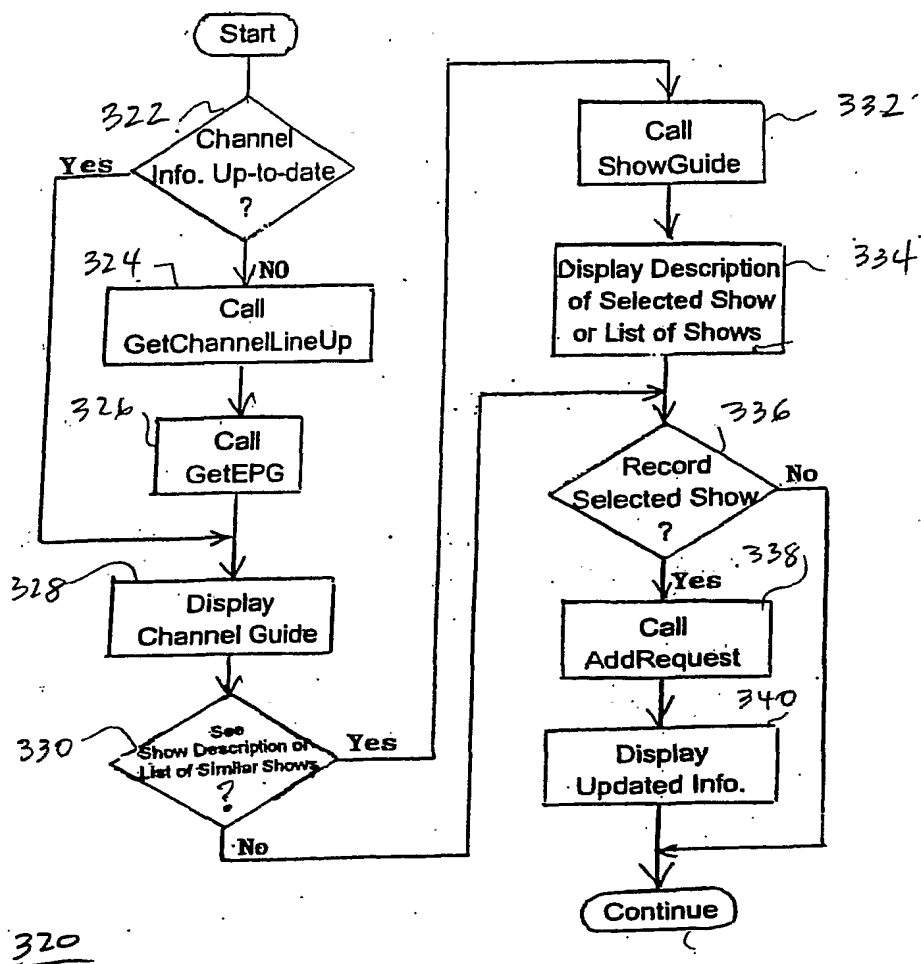 Start
322
Channel
Info. Up-to-date
?
Yes
NO
324
Call
GetChannelLineUp
326
Call
GetEPG
328
Display
Channel Guide
330
See
Show Description or
List of Similar Shows
?
Yes
No
332
Call
ShowGuide
334
Display Description
of Selected Show
or List of Shows
336
Record
Selected Show
?
No
Yes
338
Call
AddRequest
340
Display
Updated Info.
Continue
320